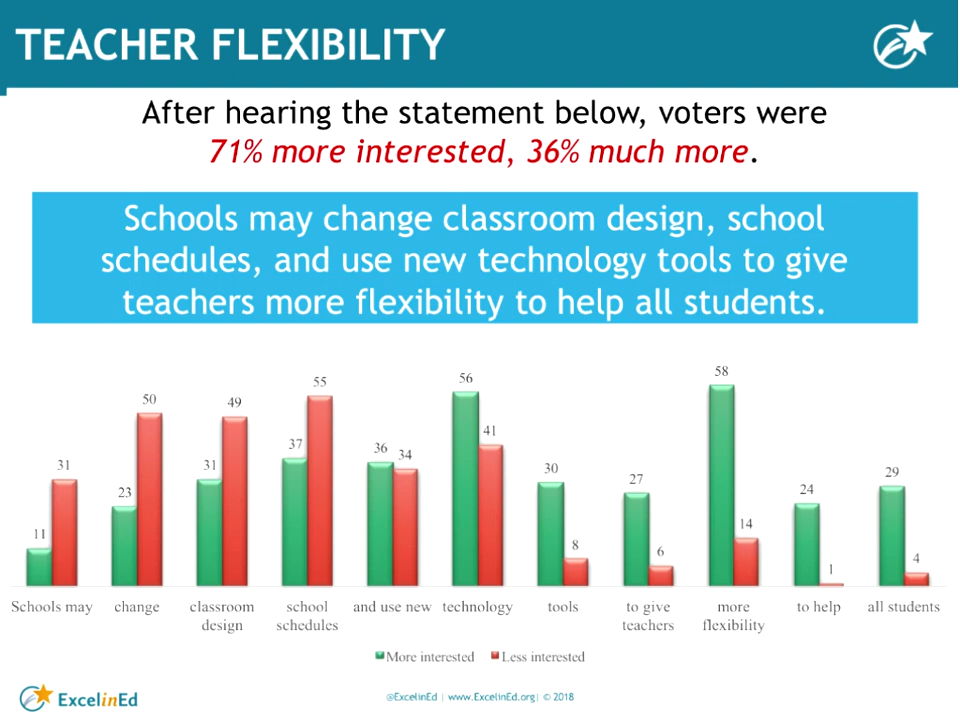 TEACHER FLEXIBILITY
After hearing the statement below, voters were
71% more interested, 36% much more.
Schools may change classroom design, school
schedules, and use new technology tools to give
teachers more flexibility to help all students.
11 31
23 50
31 49
37 55
36 34
56 41
30 8
27 6
58 14
24 1
29 4
Schools may change classroom design school schedules and use new technology tools to give teachers more flexibility to help all students
More interested Less interested
ExcelinEd
@ExcelinEd | www.ExcelinEd.org| © 2018